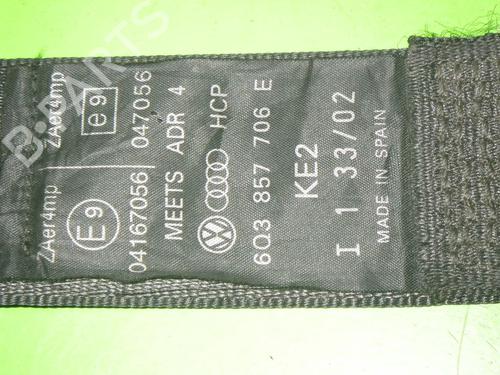 ZAer4mp ZAer4mp
E9 e9
04167056 047056
MEETS ADR 4
HCP
6Q3 857 706 E
KE2
I 1 33/02
MADE IN SPAIN
B-PARTS